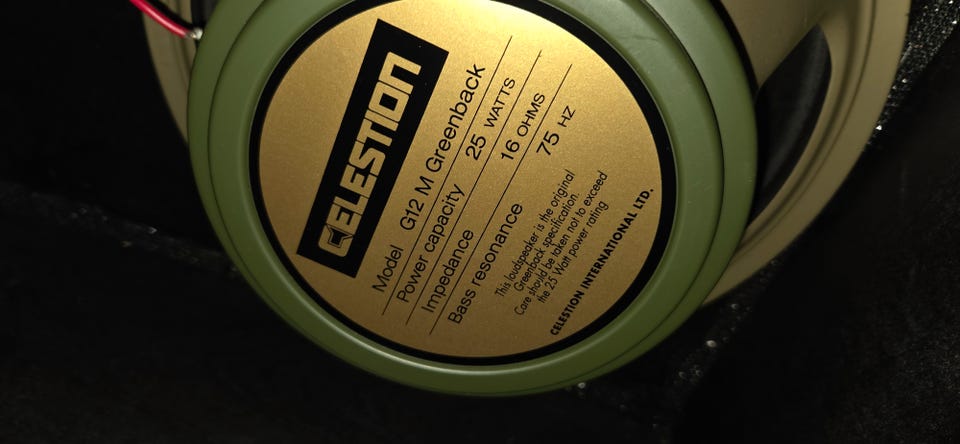 CELESTION
Model G12 M Greenback
Power capacity 25 WATTS
Impedance 16 OHMS
Bass resonance 75 HZ
This loudspeaker is the original
Greenback specification.
Care should be taken not to exceed
the 25 Watt power rating
CELESTION INTERNATIONAL LTD.